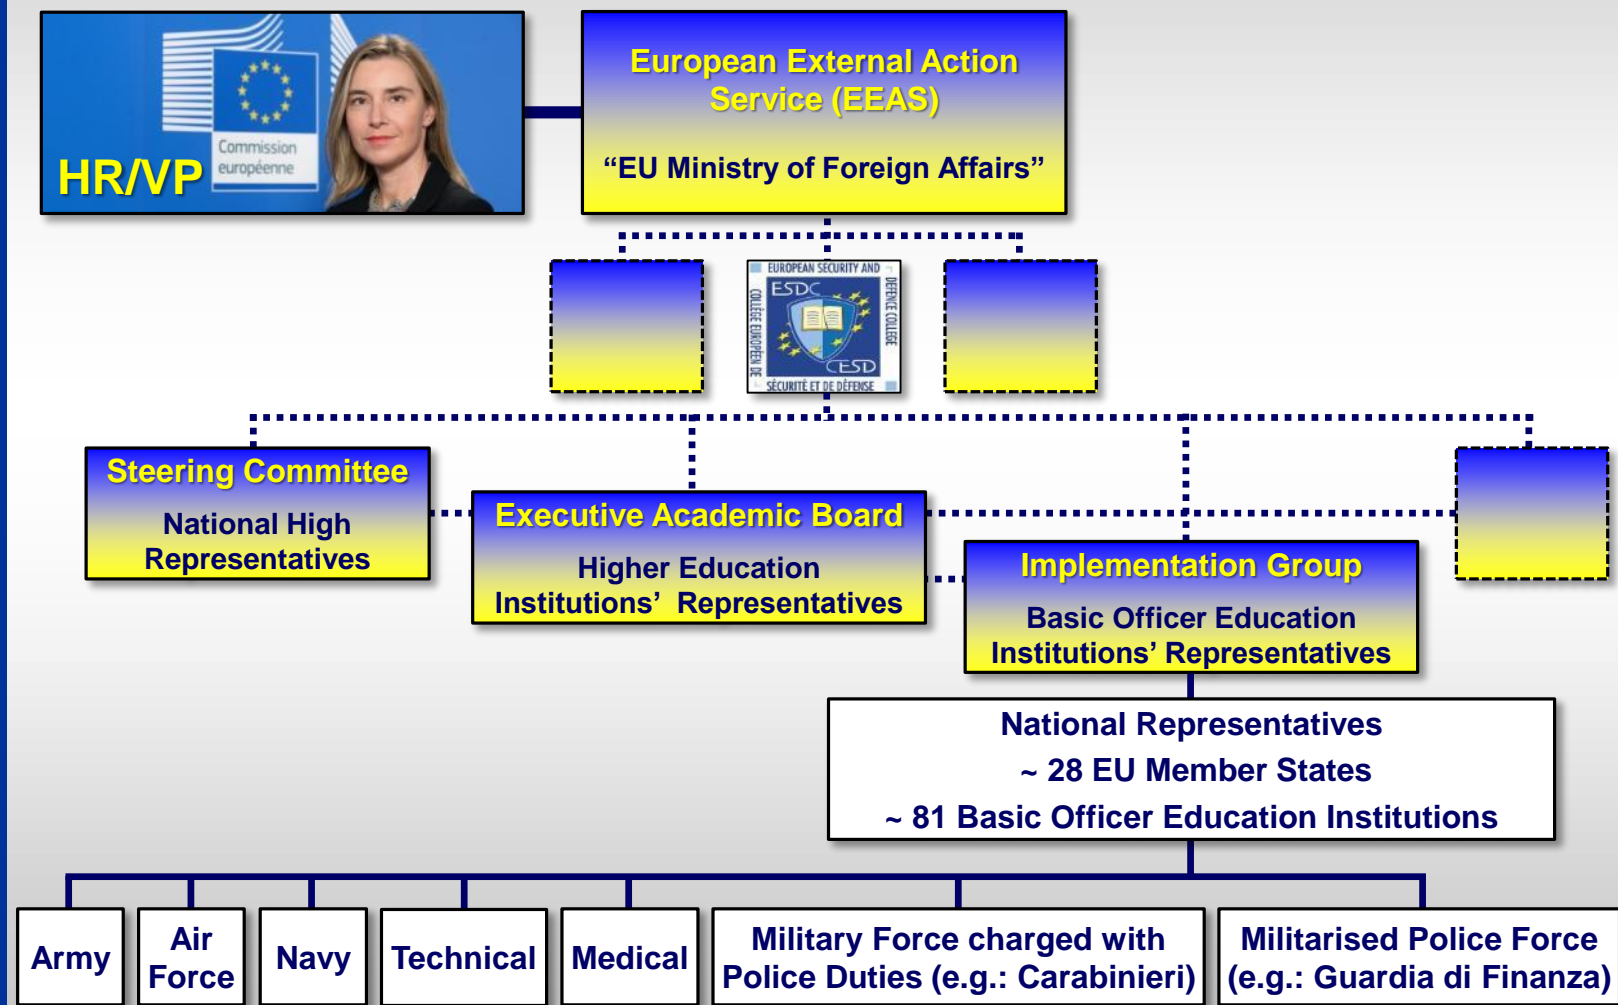 HR/VP
Commission
européenne
European External Action
Service (EEAS)
“EU Ministry of Foreign Affairs”
EUROPEAN SECURITY AND
DEFENCE COLLEGE
COLLÈGE EUROPÉEN DE
SÉCURITÉ ET DE DÉFENSE
ESDC
CESD
Steering Committee
National High
Representatives
Executive Academic Board
Higher Education
Institutions’ Representatives
Implementation Group
Basic Officer Education
Institutions’ Representatives
National Representatives
~ 28 EU Member States
~ 81 Basic Officer Education Institutions
Army
Air
Force
Navy
Technical
Medical
Military Force charged with
Police Duties (e.g.: Carabinieri)
Militarised Police Force
(e.g.: Guardia di Finanza)